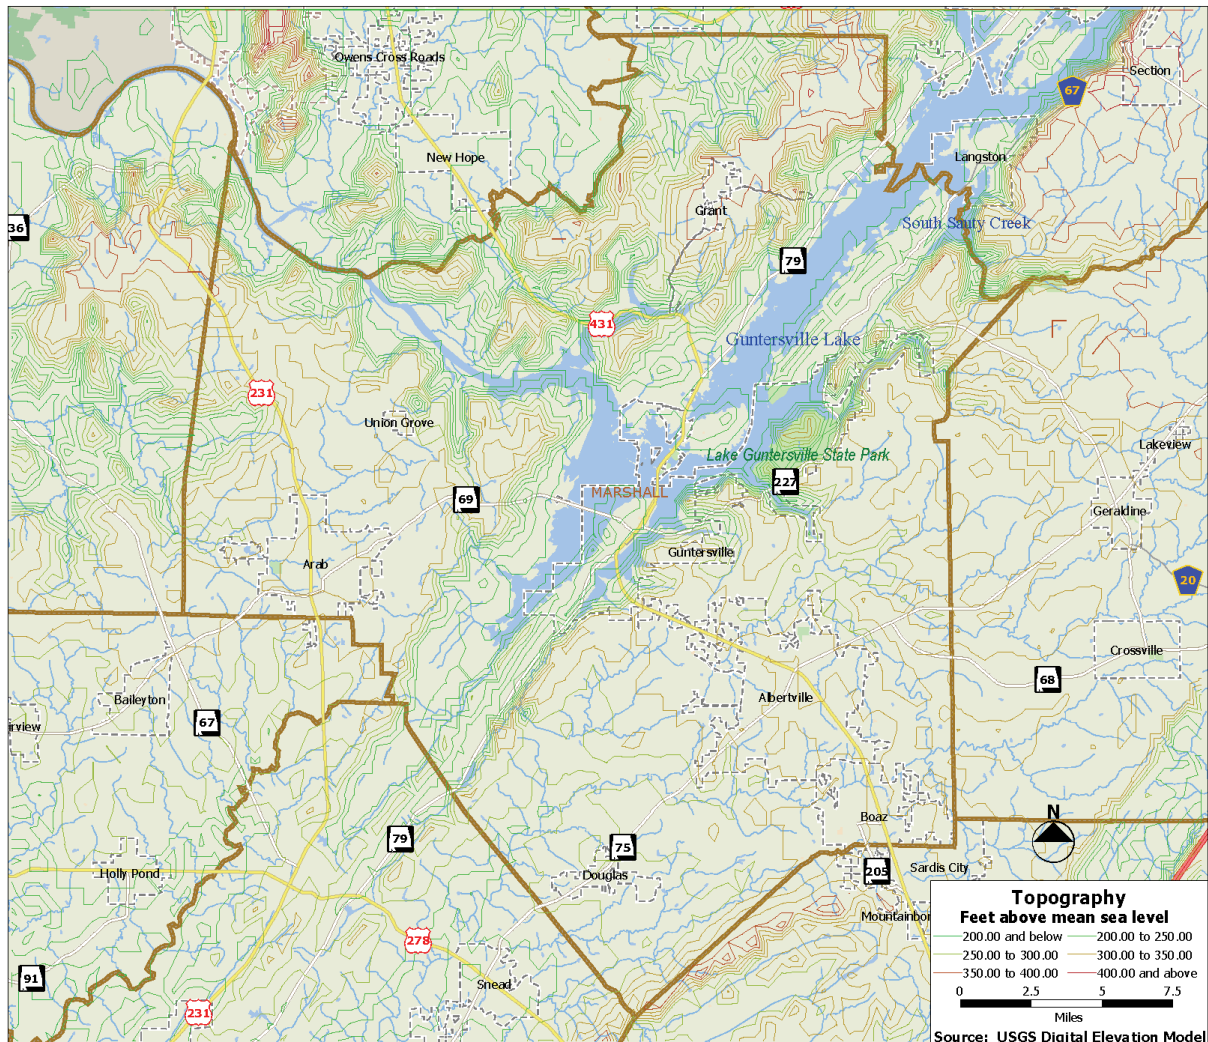 Owens Cross Roads
Section
67
New Hope
Langston
36
Grant
South Sauty Creek
79
431
Guntersville Lake
231
Union Grove
Lakeview
Lake Guntersville State Park
227
MARSHALL
69
Geraldine
Guntersville
Arab
20
Crossville
68
Baileyton
Albertville
67
irview
Boaz
79
75
Holly Pond
Douglas
205
Sardis City
Mountainbor
278
91
Snead
231
N
Topography
Feet above mean sea level
200.00 and below 200.00 to 250.00
250.00 to 300.00 300.00 to 350.00
350.00 to 400.00 400.00 and above
0 2.5 5 7.5
Miles
Source: USGS Digital Elevation Model